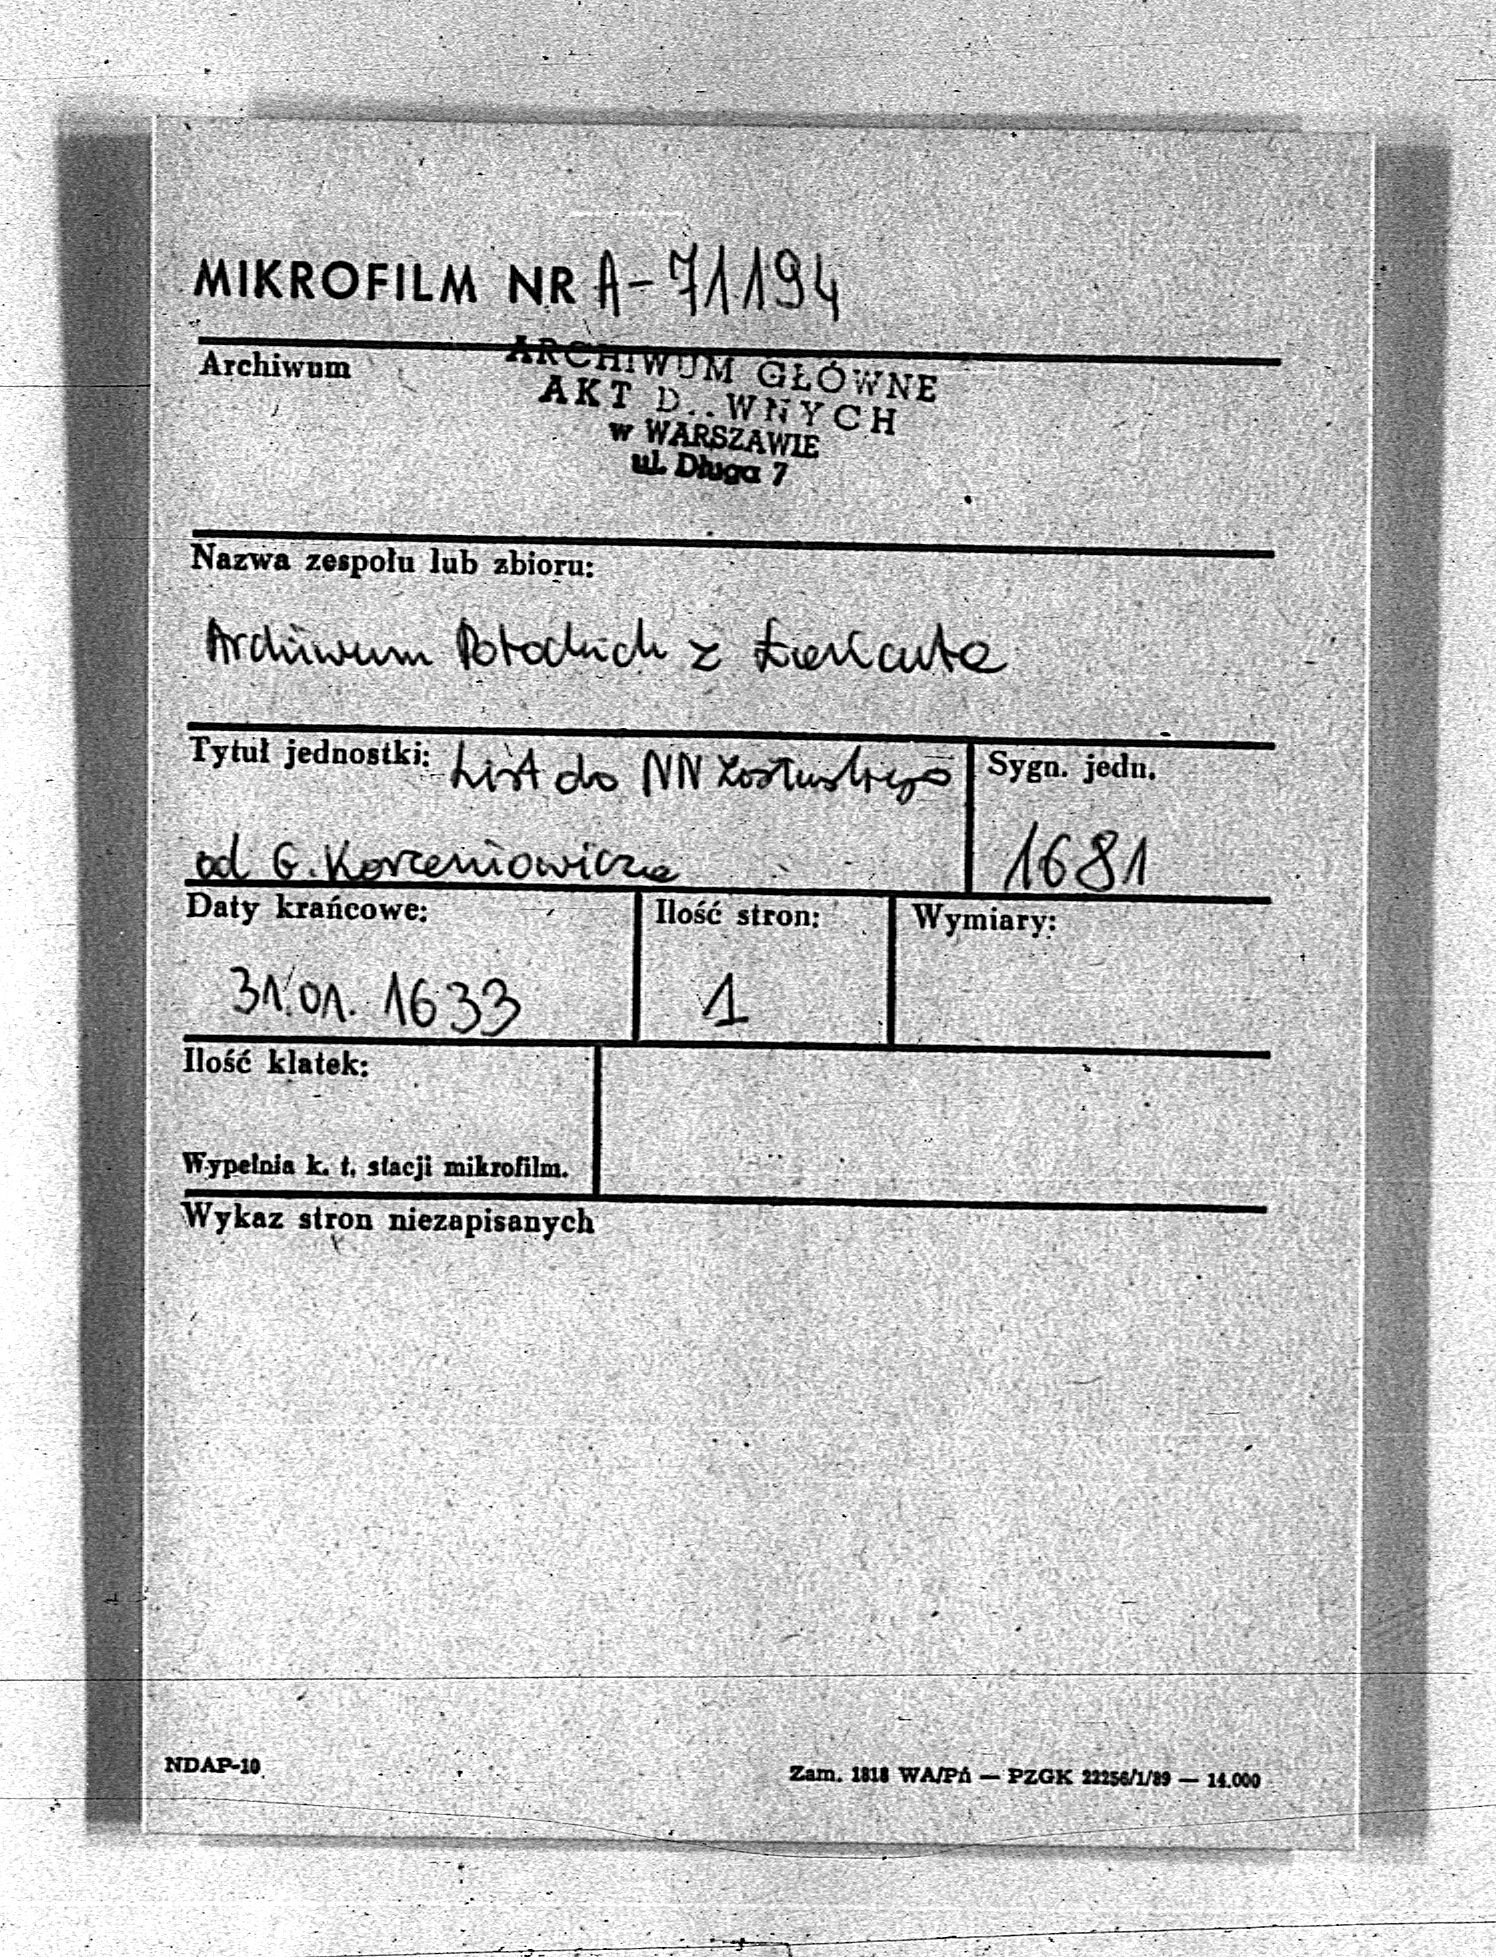 MIKROFILM NR A-71194
Archiwum
ARCHIWUM GŁÓWNE
AKT D..WNYCH
w WARSZAWIE
ul. Długa 7
Nazwa zespołu lub zbioru:
Archiwum Potockich z Łańcuta
Tytuł jednostki: List do NN
Sygn. jedn.
od G. Korzeniowicza
1681
Daty krańcowe:
Ilość stron:
Wymiary:
31.01.1633
1
Ilość klatek:
Wypełnia k. t. stacji mikrofilm.
Wykaz stron niezapisanych
NDAP-10
Zam. 1818 WA/Pń — PZGK 22256/1/89 — 14.000